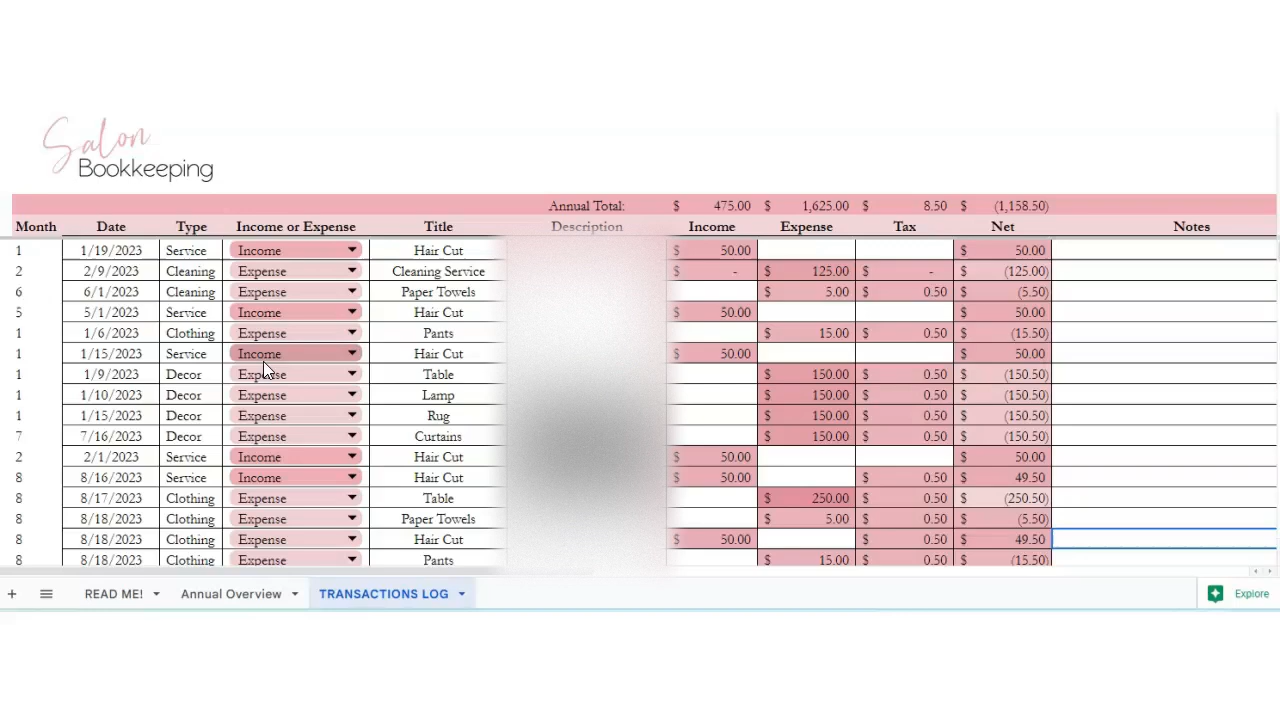 Salon
Bookkeeping
Annual Total: $ 475.00 $ 1,625.00 $ 8.50 $ (1,158.50)
Month Date Type Income or Expense Title Description Income Expense Tax Net Notes
1 1/19/2023 Service Income Hair Cut $ 50.00 $ 50.00
2 2/9/2023 Cleaning Expense Cleaning Service $ - $ 125.00 $ - $ (125.00)
6 6/1/2023 Cleaning Expense Paper Towels $ 5.00 $ 0.50 $ (5.50)
5 5/1/2023 Service Income Hair Cut $ 50.00 $ 50.00
1 1/6/2023 Clothing Expense Pants $ 15.00 $ 0.50 $ (15.50)
1 1/15/2023 Service Income Hair Cut $ 50.00 $ 50.00
1 1/9/2023 Decor Expense Table $ 150.00 $ 0.50 $ (150.50)
1 1/10/2023 Decor Expense Lamp $ 150.00 $ 0.50 $ (150.50)
1 1/15/2023 Decor Expense Rug $ 150.00 $ 0.50 $ (150.50)
7 7/16/2023 Decor Expense Curtains $ 150.00 $ 0.50 $ (150.50)
2 2/1/2023 Service Income Hair Cut $ 50.00 $ 50.00
8 8/16/2023 Service Income Hair Cut $ 50.00 $ 0.50 $ 49.50
8 8/17/2023 Clothing Expense Table $ 250.00 $ 0.50 $ (250.50)
8 8/18/2023 Clothing Expense Paper Towels $ 5.00 $ 0.50 $ (5.50)
8 8/18/2023 Clothing Expense Hair Cut $ 50.00 $ 0.50 $ 49.50
8 8/18/2023 Clothing Expense Pants $ 15.00 $ 0.50 $ (15.50)
READ ME! Annual Overview TRANSACTIONS LOG Explore